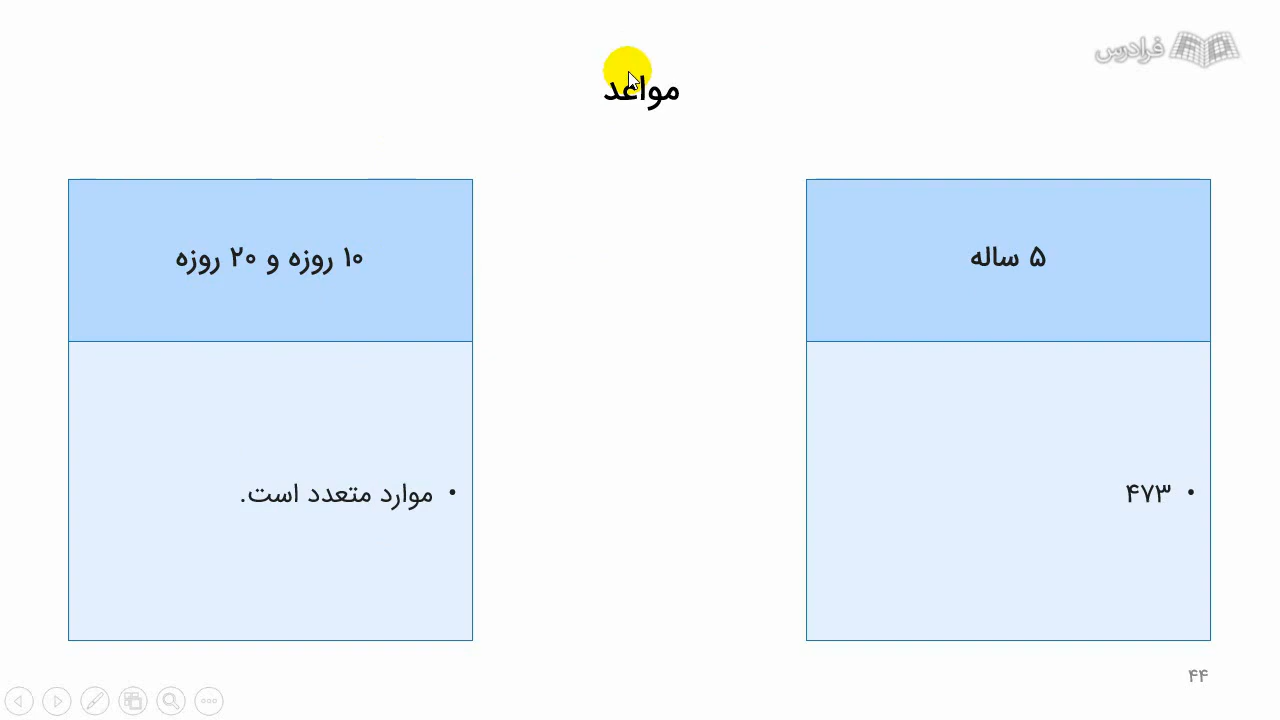 فرادرس
مواعد
۵ ساله
۴۷۳
۱۰ روزه و ۲۰ روزه
موارد متعدد است.
۴۴